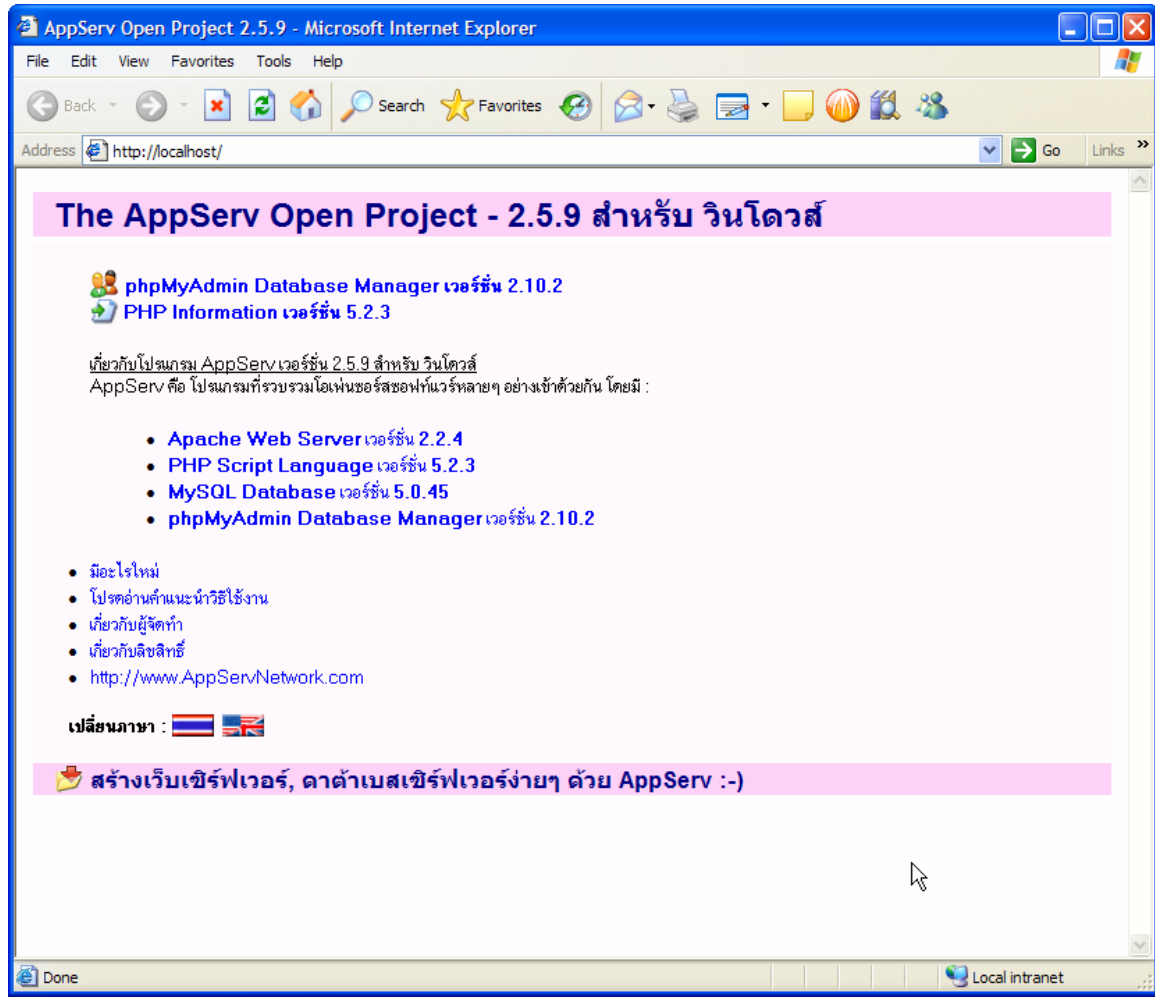 AppServ Open Project 2.5.9 - Microsoft Internet Explorer
File Edit View Favorites Tools Help
Back Search Favorites
Address http://localhost/ Go Links »
The AppServ Open Project - 2.5.9 สำหรับ วินโดวส์
phpMyAdmin Database Manager เวอร์ชั่น 2.10.2
PHP Information เวอร์ชั่น 5.2.3
เกี่ยวกับโปรแกรม AppServ เวอร์ชั่น 2.5.9 สำหรับ วินโดวส์
AppServ คือ โปรแกรมที่รวบรวมโอเพ่นซอร์สซอฟท์แวร์หลายๆ อย่างเข้าด้วยกัน โดยมี :
• Apache Web Server เวอร์ชั่น 2.2.4
• PHP Script Language เวอร์ชั่น 5.2.3
• MySQL Database เวอร์ชั่น 5.0.45
• phpMyAdmin Database Manager เวอร์ชั่น 2.10.2
• มีอะไรใหม่
• โปรดอ่านคำแนะนำวิธีใช้งาน
• เกี่ยวกับผู้จัดทำ
• เกี่ยวกับลิขสิทธิ์
• http://www.AppServNetwork.com
เปลี่ยนภาษา :
สร้างเว็บเซิร์ฟเวอร์, ดาต้าเบสเซิร์ฟเวอร์ง่ายๆ ด้วย AppServ :-)
Done Local intranet